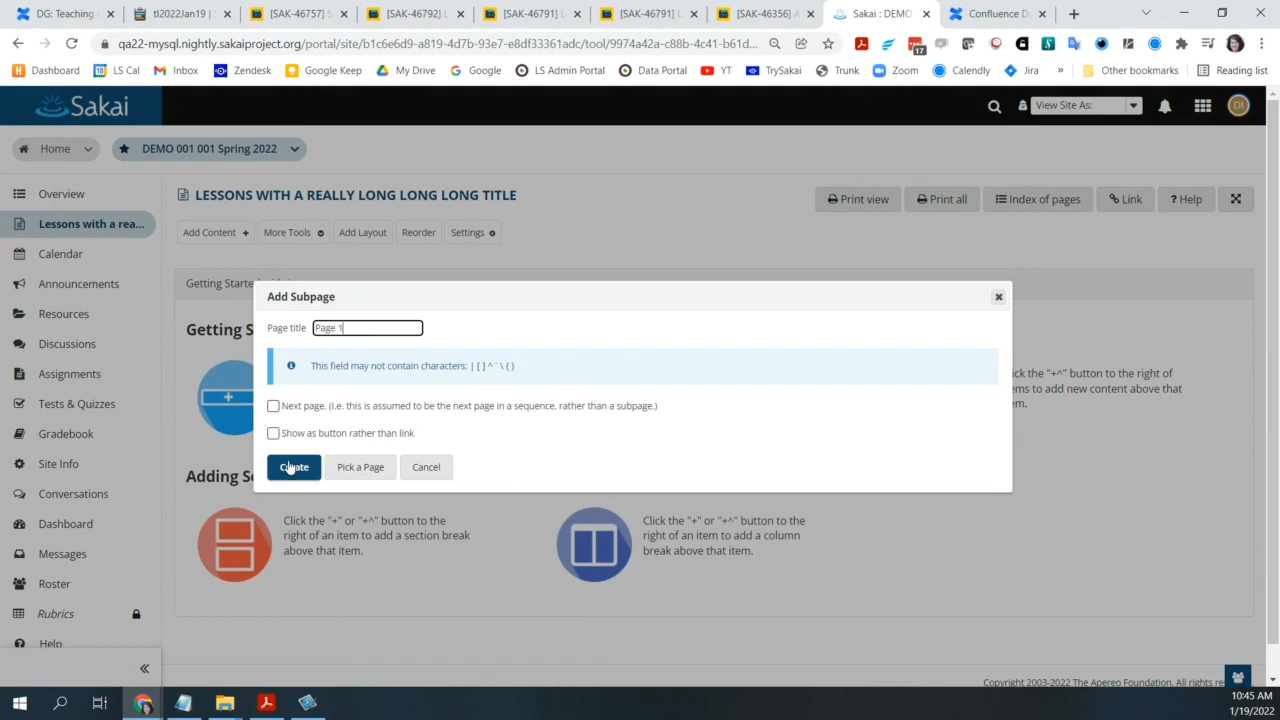 DG: Teaching
tl2022Jan19 |
[SAK-46757] S
[SAK-46792] L
[SAK-46791] L
[SAK-46791] L
[SAK-46356] A
Sakai : DEMO
Confluence D
qa22-mysql.nightly.sakaiproject.org/portal/site/b1c6e6d9-a819-4d7b-93e7-c8df33361adc/tool/9974a42a-c88b-4c41-b61d...
17
Dashboard
LS Cal
Inbox
Zendesk
Google Keep
My Drive
Google
LS Admin Portal
Data Portal
YT
TrySakai
Trunk
Zoom
Calendly
Jira
»
Other bookmarks
Reading list
Sakai
View Site As:
DI
Home
DEMO 001 001 Spring 2022
Overview
Lessons with a rea...
Calendar
Announcements
Resources
Discussions
Assignments
Tests & Quizzes
Gradebook
Site Info
Conversations
Dashboard
Messages
Roster
Rubrics
Help
LESSONS WITH A REALLY LONG LONG LONG TITLE
Print view
Print all
Index of pages
Link
? Help
Add Content +
More Tools
Add Layout
Reorder
Settings
Getting Starte
Getting S
Add Subpage
Page title
Page 1
This field may not contain characters: | [ ] ^ ` \ { }
Next page. (i.e. this is assumed to be the next page in a sequence, rather than a subpage.)
Show as button rather than link
Create
Pick a Page
Cancel
ick the "+^" button to the right of
ems to add new content above that
em.
Adding Se
Click the "+" or "+^" button to the
right of an item to add a section break
above that item.
Click the "+" or "+^" button to the
right of an item to add a column
break above that item.
Copyright 2003-2022 The Apereo Foundation. All rights re
10:45 AM
1/19/2022